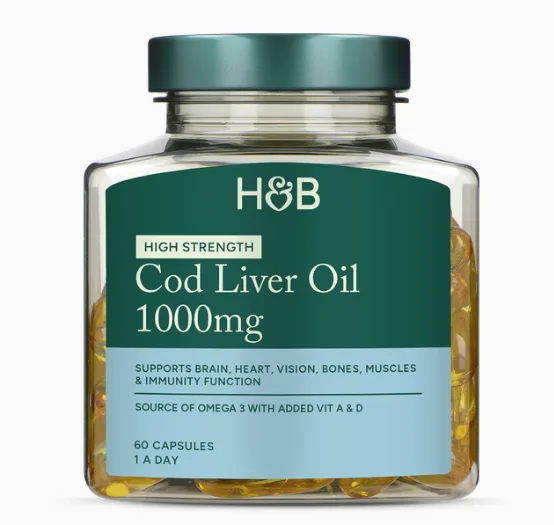 H&B
HIGH STRENGTH
Cod Liver Oil
1000mg
SUPPORTS BRAIN, HEART, VISION, BONES, MUSCLES
& IMMUNITY FUNCTION
SOURCE OF OMEGA 3 WITH ADDED VIT A & D
60 CAPSULES
1 A DAY